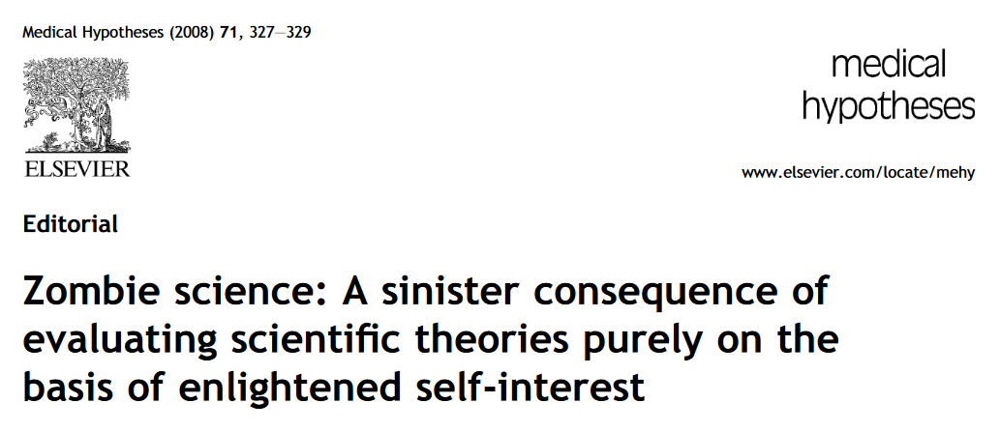 Medical Hypotheses (2008) 71, 327–329
medical
hypotheses
ELSEVIER
www.elsevier.com/locate/mehy
Editorial
Zombie science: A sinister consequence of
evaluating scientific theories purely on the
basis of enlightened self-interest